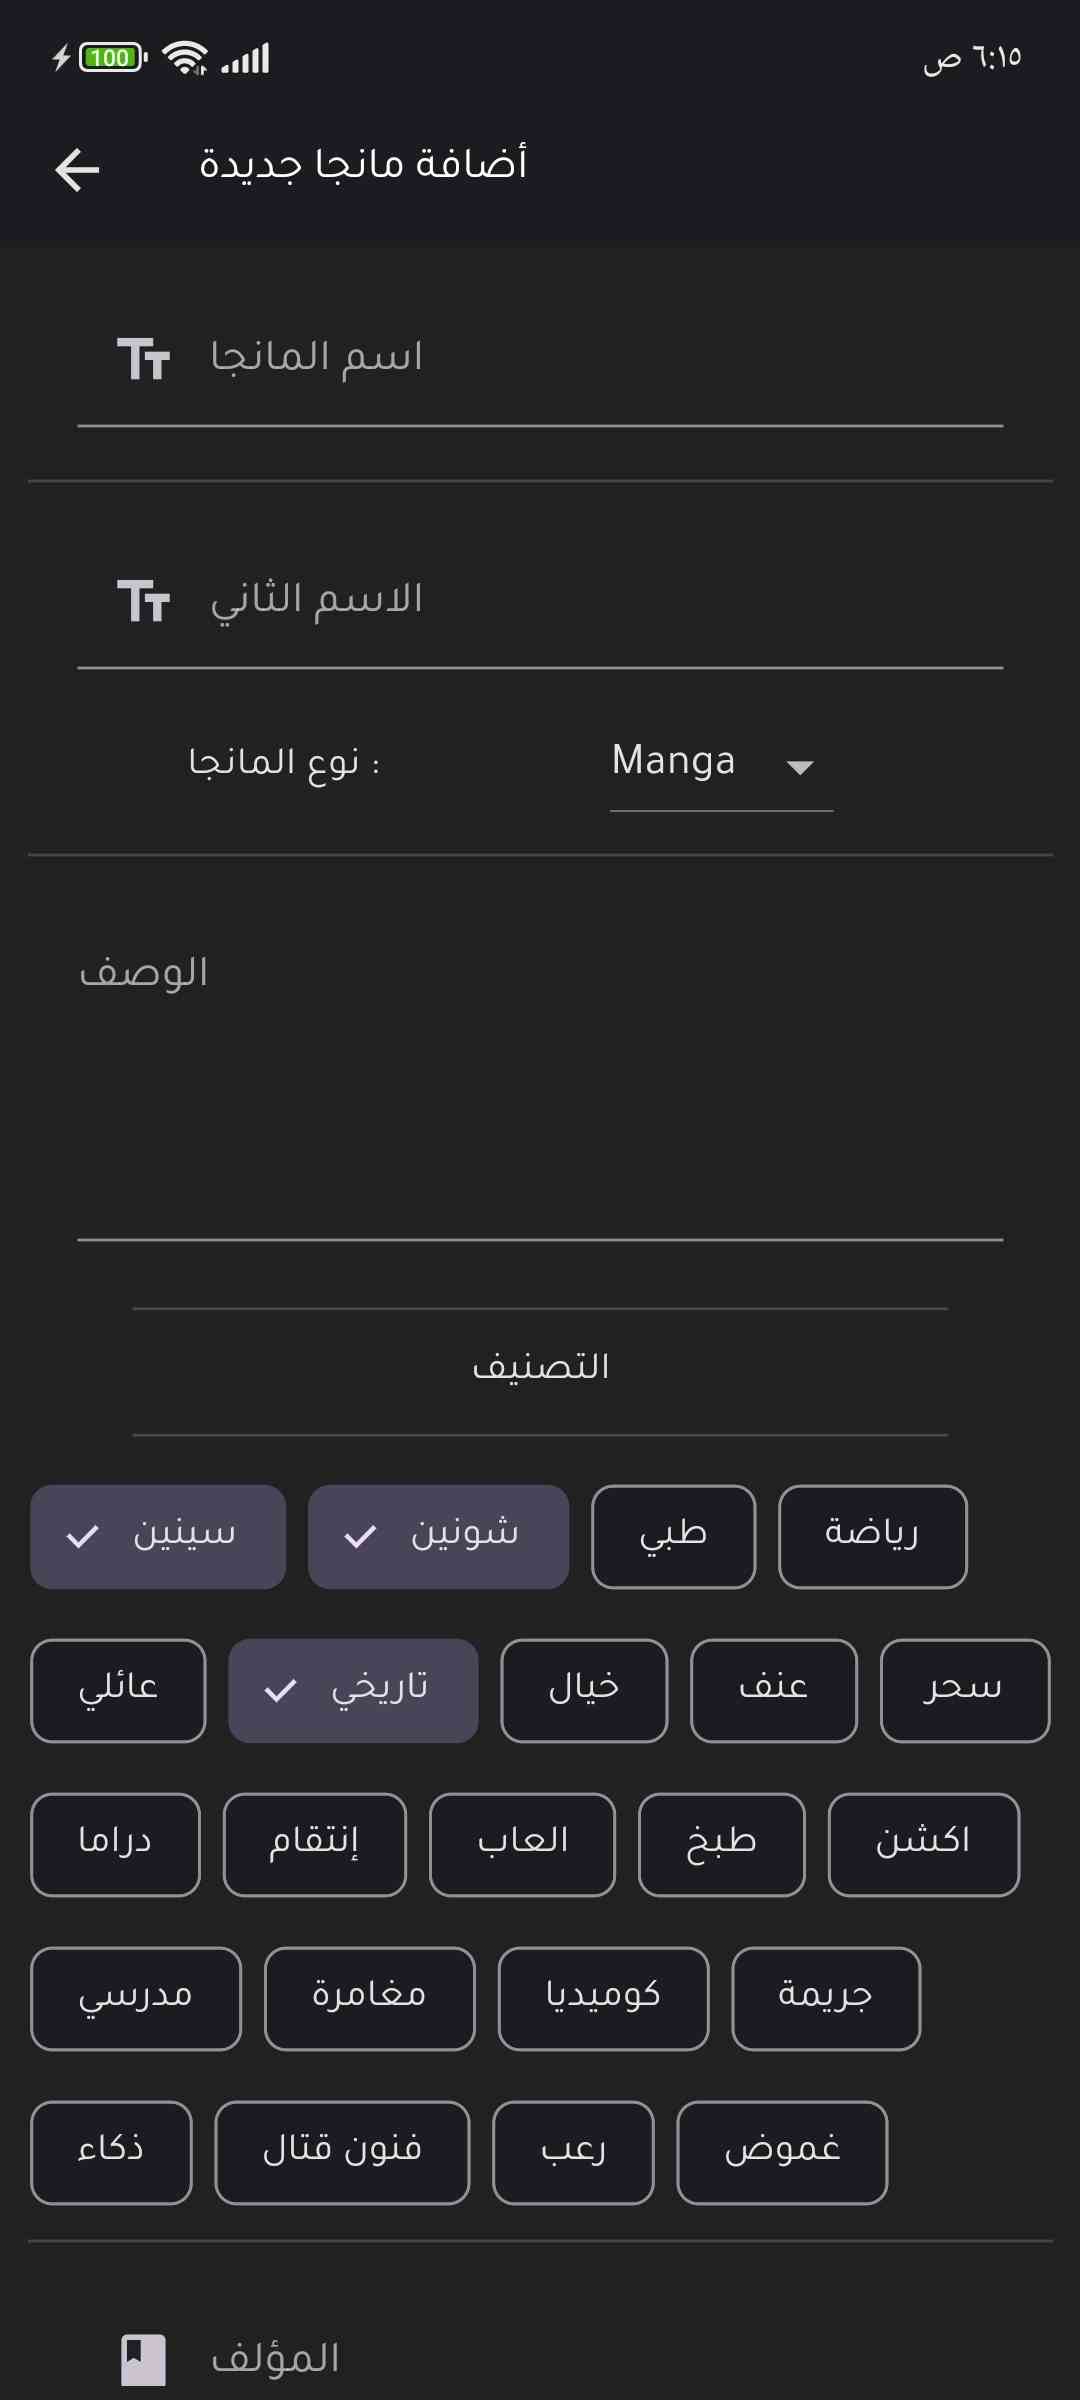 ٦:١٥ ص
100
أضافة مانجا جديدة
اسم المانجا
الاسم الثاني
نوع المانجا :
Manga
الوصف
التصنيف
سينين شونين طبي رياضة
عائلي تاريخي خيال عنف سحر
دراما إنتقام العاب طبخ اكشن
مدرسي مغامرة كوميديا جريمة
ذكاء فنون قتال رعب غموض
المؤلف